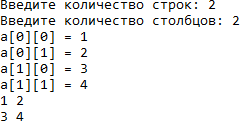 Введите количество строк: 2
Введите количество столбцов: 2
a[0][0] = 1
a[0][1] = 2
a[1][0] = 3
a[1][1] = 4
1 2
3 4